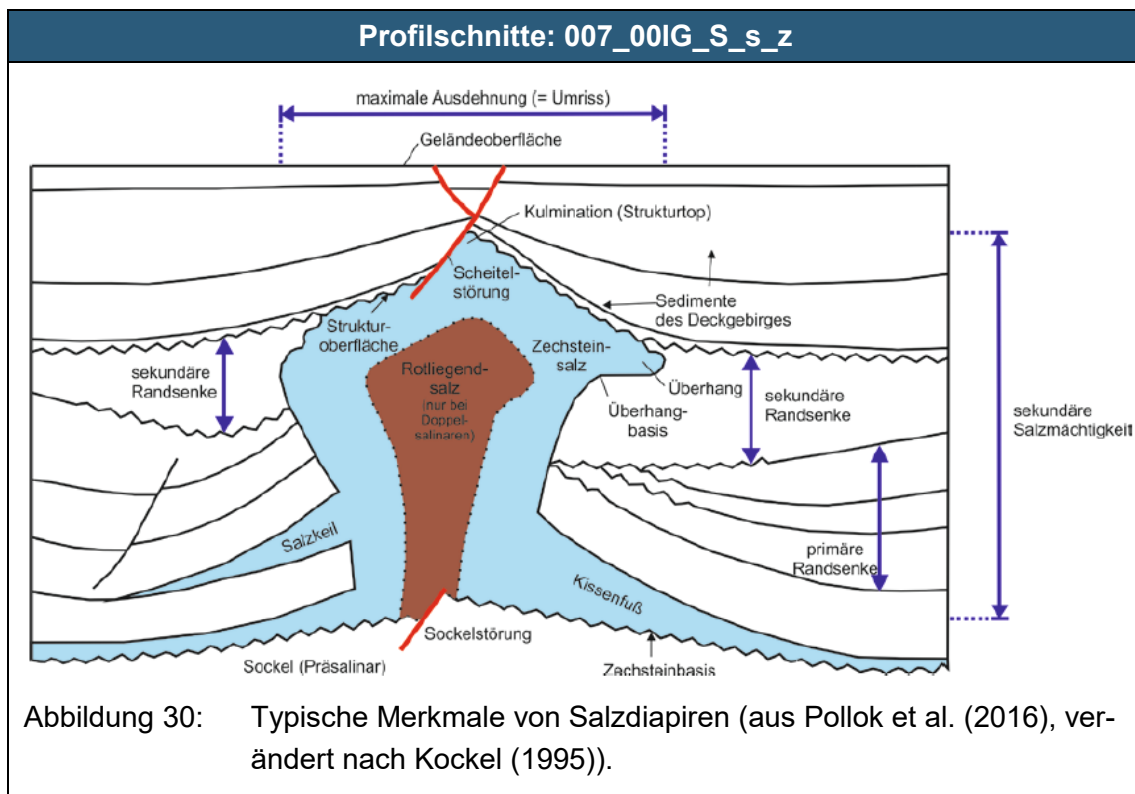 Profilschnitte: 007_00IG_S_s_z
maximale Ausdehnung (= Umriss)
Geländeoberfläche
Kulmination (Strukturtop)
Scheitel-
störung
Sedimente
des Deckgebirges
Struktur-
oberfläche
Zechstein-
salz
sekundäre
Randsenke
Rotliegend-
salz
(nur bei
Doppel-
salinaren)
Überhang
Überhang-
basis
sekundäre
Randsenke
sekundäre
Salzmächtigkeit
Salzkeil
primäre
Randsenke
Kissenfuß
Sockelstörung
Sockel (Präsalinar)
Zechsteinbasis
Abbildung 30: Typische Merkmale von Salzdiapiren (aus Pollok et al. (2016), ver-
ändert nach Kockel (1995)).